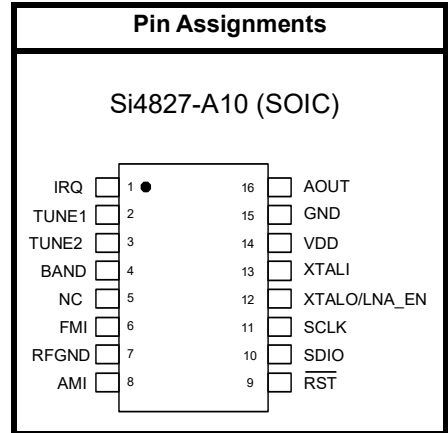 Pin Assignments
Si4827-A10 (SOIC)
IRQ 1 16 AOUT
TUNE1 2 15 GND
TUNE2 3 14 VDD
BAND 4 13 XTALI
NC 5 12 XTALO/LNA_EN
FMI 6 11 SCLK
RFGND 7 10 SDIO
AMI 8 9 RST